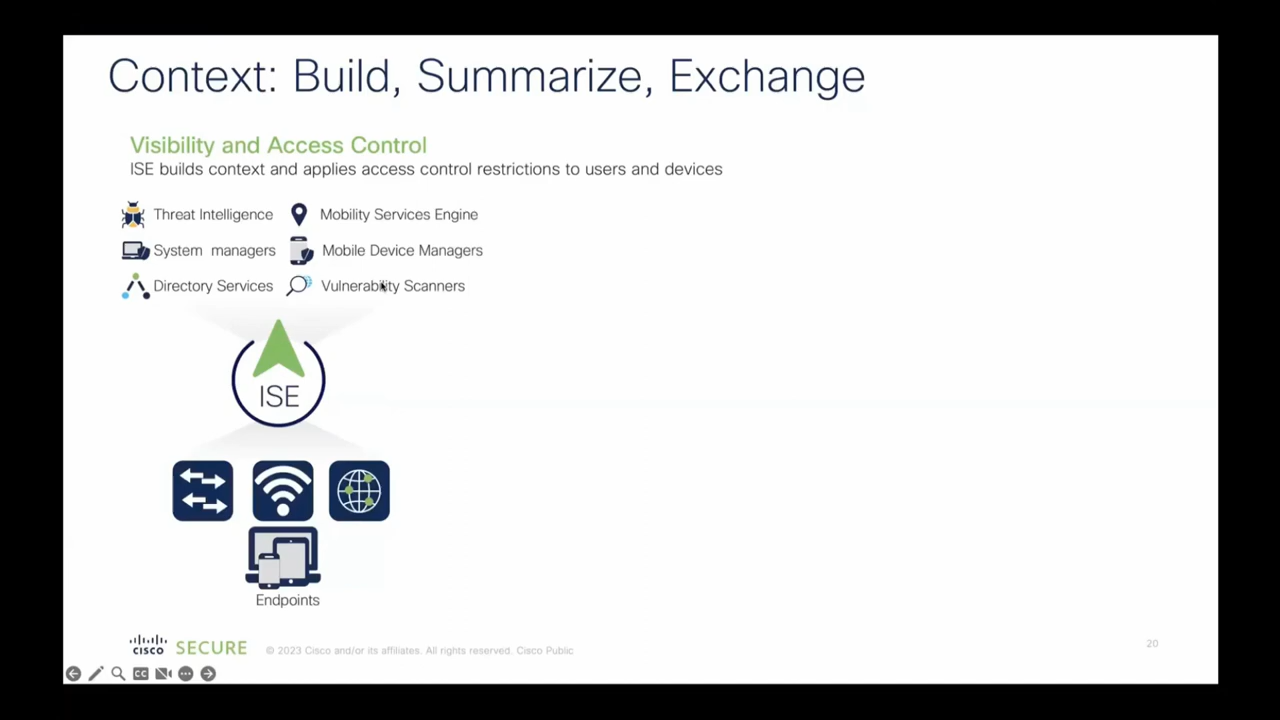 Context: Build, Summarize, Exchange
Visibility and Access Control
ISE builds context and applies access control restrictions to users and devices
Threat Intelligence
Mobility Services Engine
System managers
Mobile Device Managers
Directory Services
Vulnerability Scanners
ISE
Endpoints
cisco SECURE
© 2023 Cisco and/or its affiliates. All rights reserved. Cisco Public
20
CC